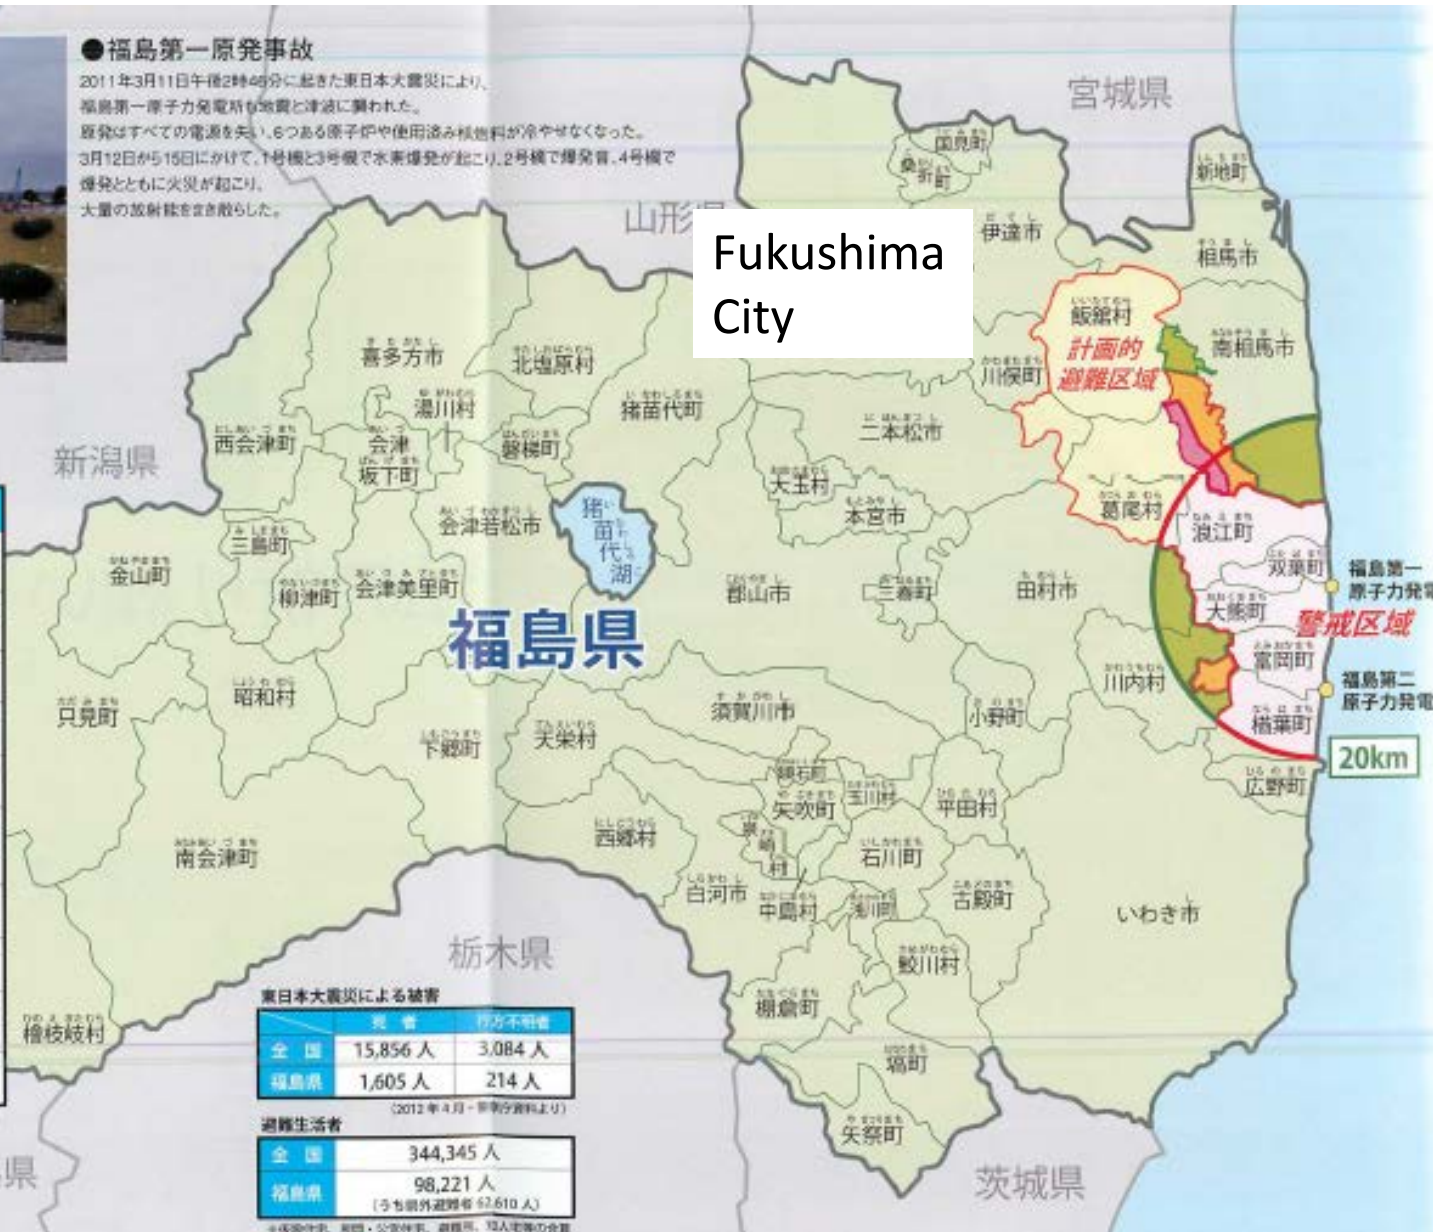 ●福島第一原発事故
2011年3月11日午後2時46分に起きた東日本大震災により、
福島第一原子力発電所も地震と津波に襲われた。
原発はすべての電源を失い、6つある原子炉や使用済み核燃料が冷やせなくなった。
3月12日から15日にかけて、1号機と3号機で水素爆発が起こり、2号機で爆発音、4号機で
爆発とともに火災が起こり、
大量の放射能をまき散らした。
宮城県
国見町
桑折町
新地町
山形県
Fukushima
City
伊達市
相馬市
飯舘村
計画的
避難区域
南相馬市
川俣町
喜多方市
北塩原村
猪苗代町
湯川村
西会津町
会津
坂下町
磐梯町
二本松市
新潟県
大玉村
本宮市
葛尾村
会津若松市
猪苗代湖
浪江町
三島町
金山町
柳津町
会津美里町
郡山市
三春町
田村市
双葉町
福島第一
原子力発電
大熊町
警戒区域
福島県
富岡町
福島第二
原子力発電
川内村
昭和村
只見町
須賀川市
小野町
楢葉町
下郷町
天栄村
20km
鏡石町
広野町
矢吹町
玉川村
平田村
西郷村
泉崎村
石川町
南会津町
白河市
中島村
浅川町
古殿町
いわき市
栃木県
鮫川村
棚倉町
檜枝岐村
塙町
矢祭町
茨城県
県
東日本大震災による被害
死者 行方不明者
全国 15,856人 3,084人
福島県 1,605人 214人
避難生活者
全国 344,345人
福島県 98,221人
(うち県外避難者 62,610人)